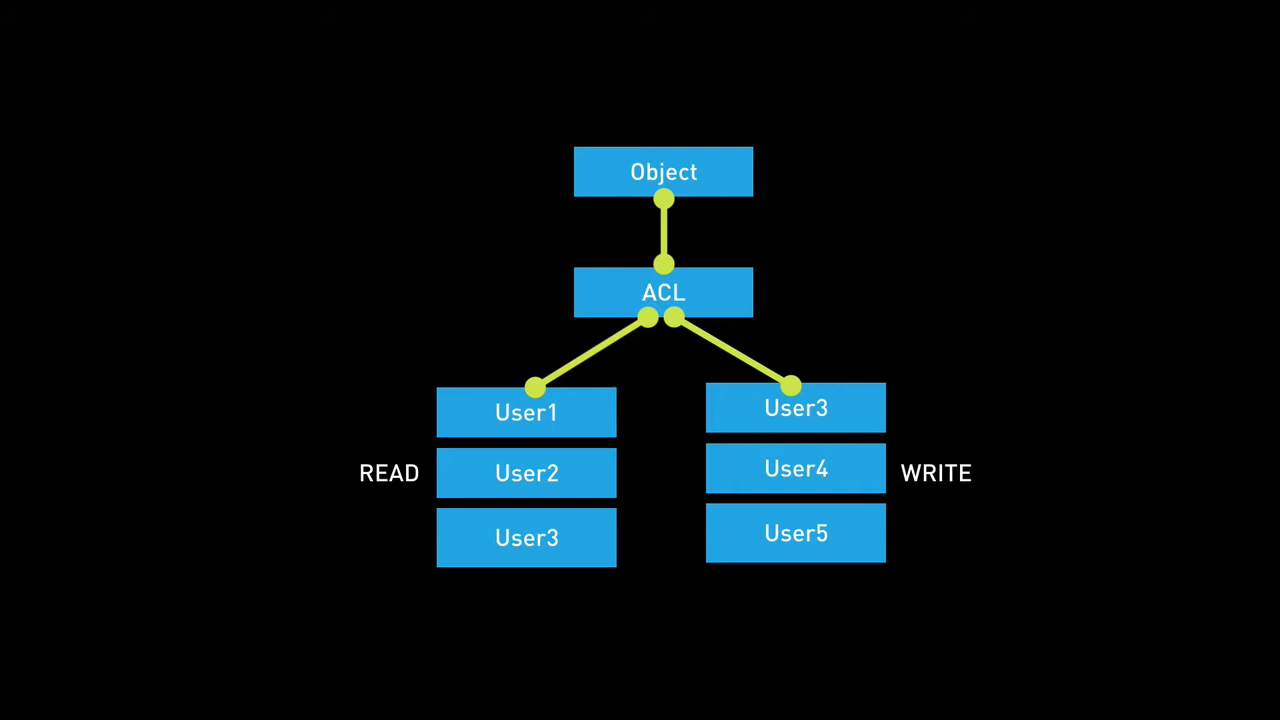 Object
ACL
User1
User2
User3
READ
User3
User4
User5
WRITE